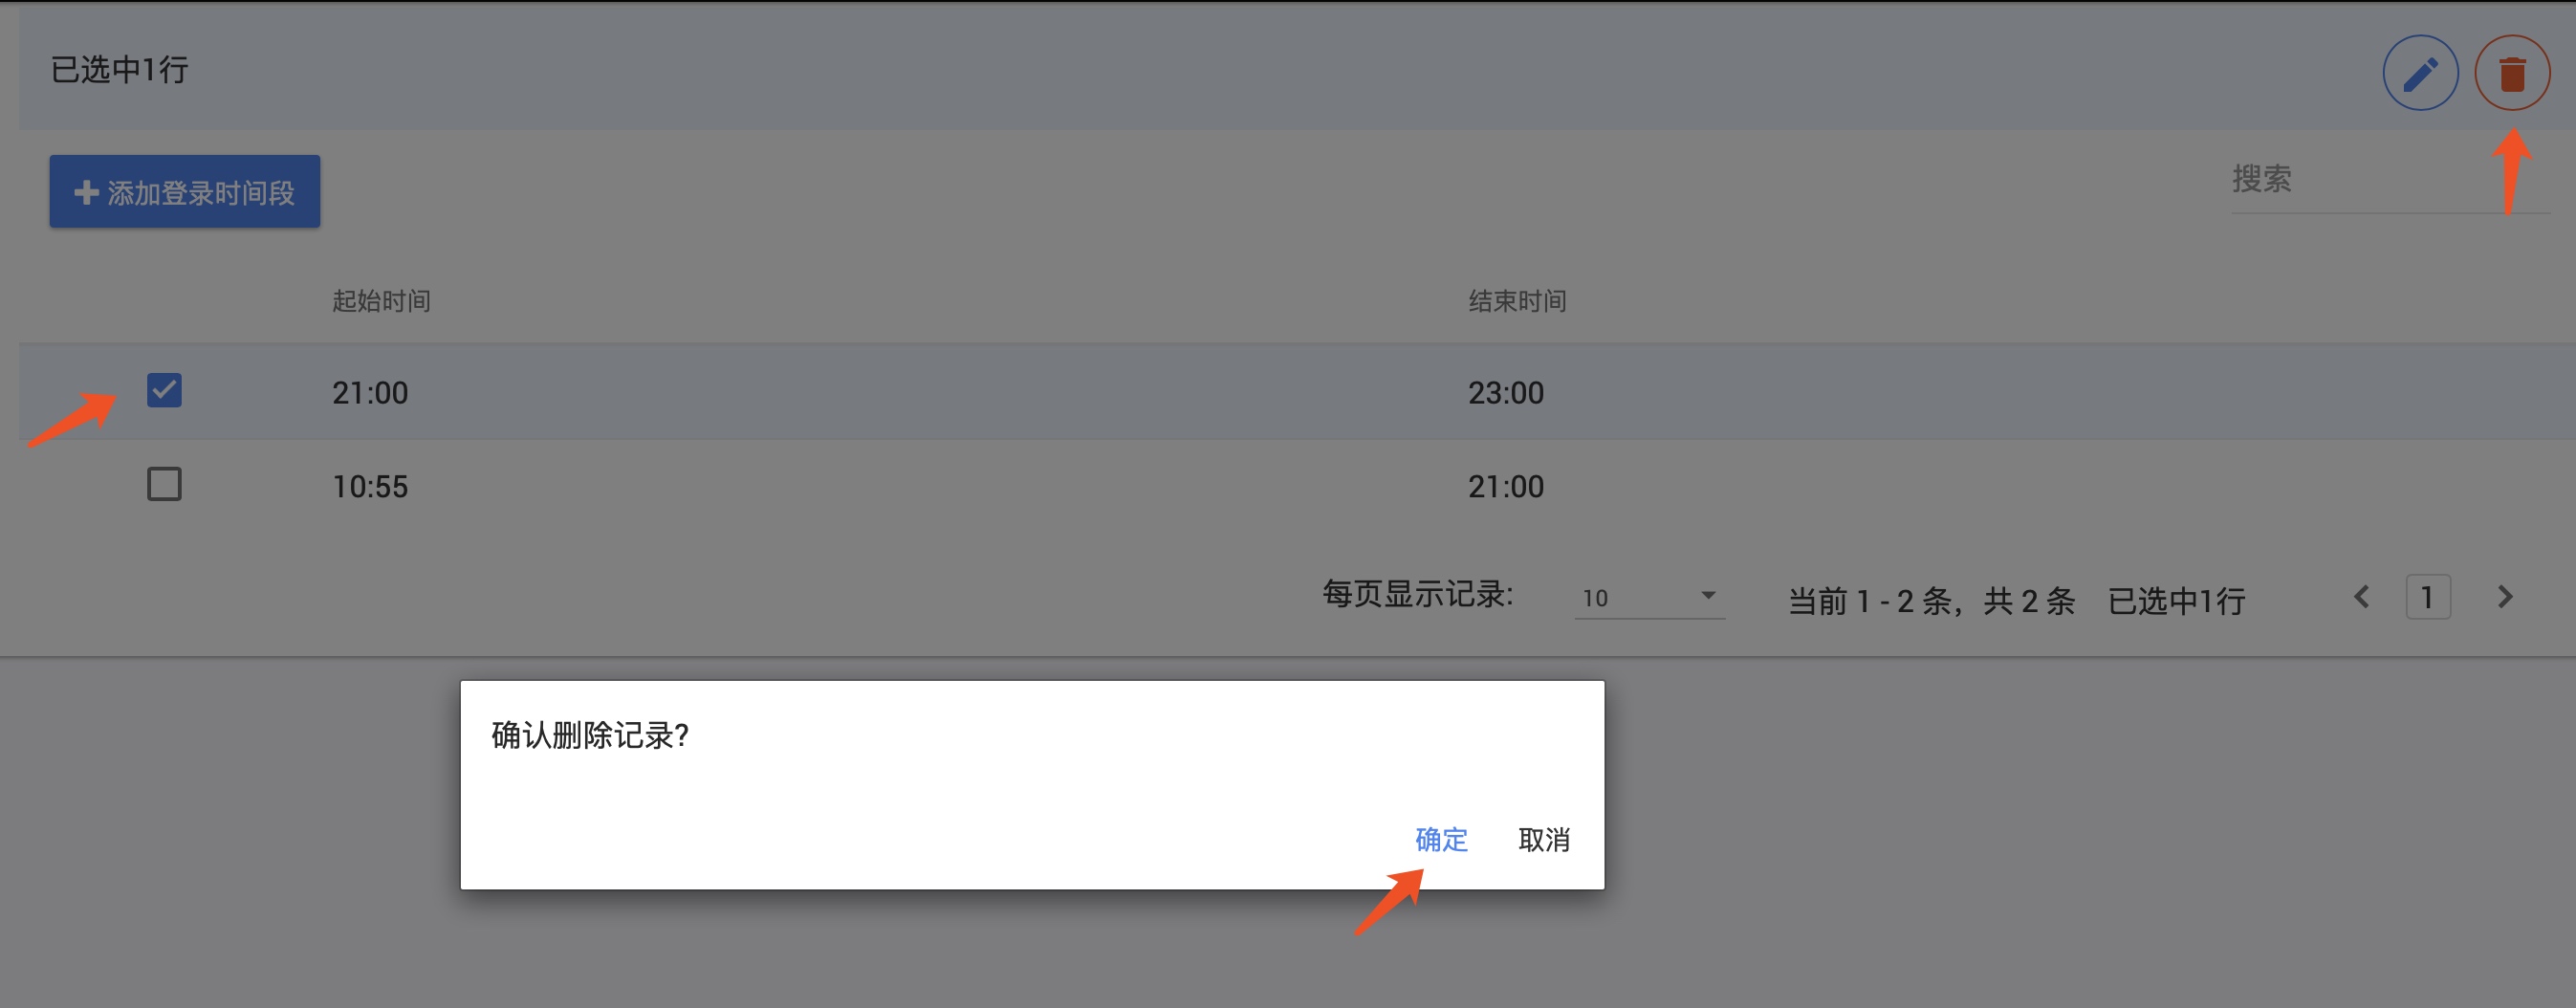 已选中1行
添加登录时间段
搜索
起始时间 结束时间
21:00 23:00
10:55 21:00
每页显示记录: 10 当前 1 - 2 条，共 2 条 已选中1行 1
确认删除记录?
确定 取消